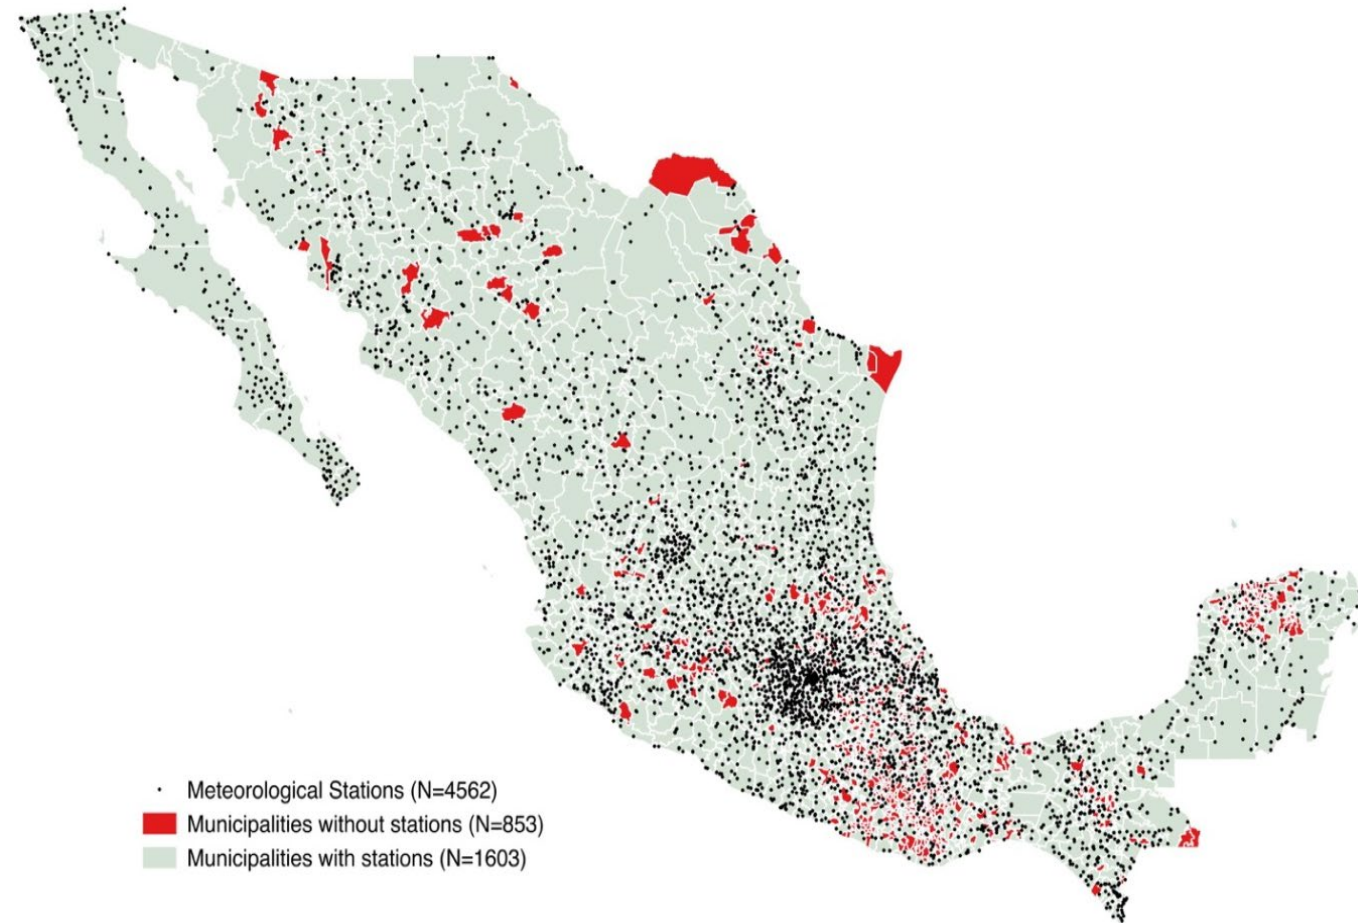 Meteorological Stations (N=4562)
Municipalities without stations (N=853)
Municipalities with stations (N=1603)